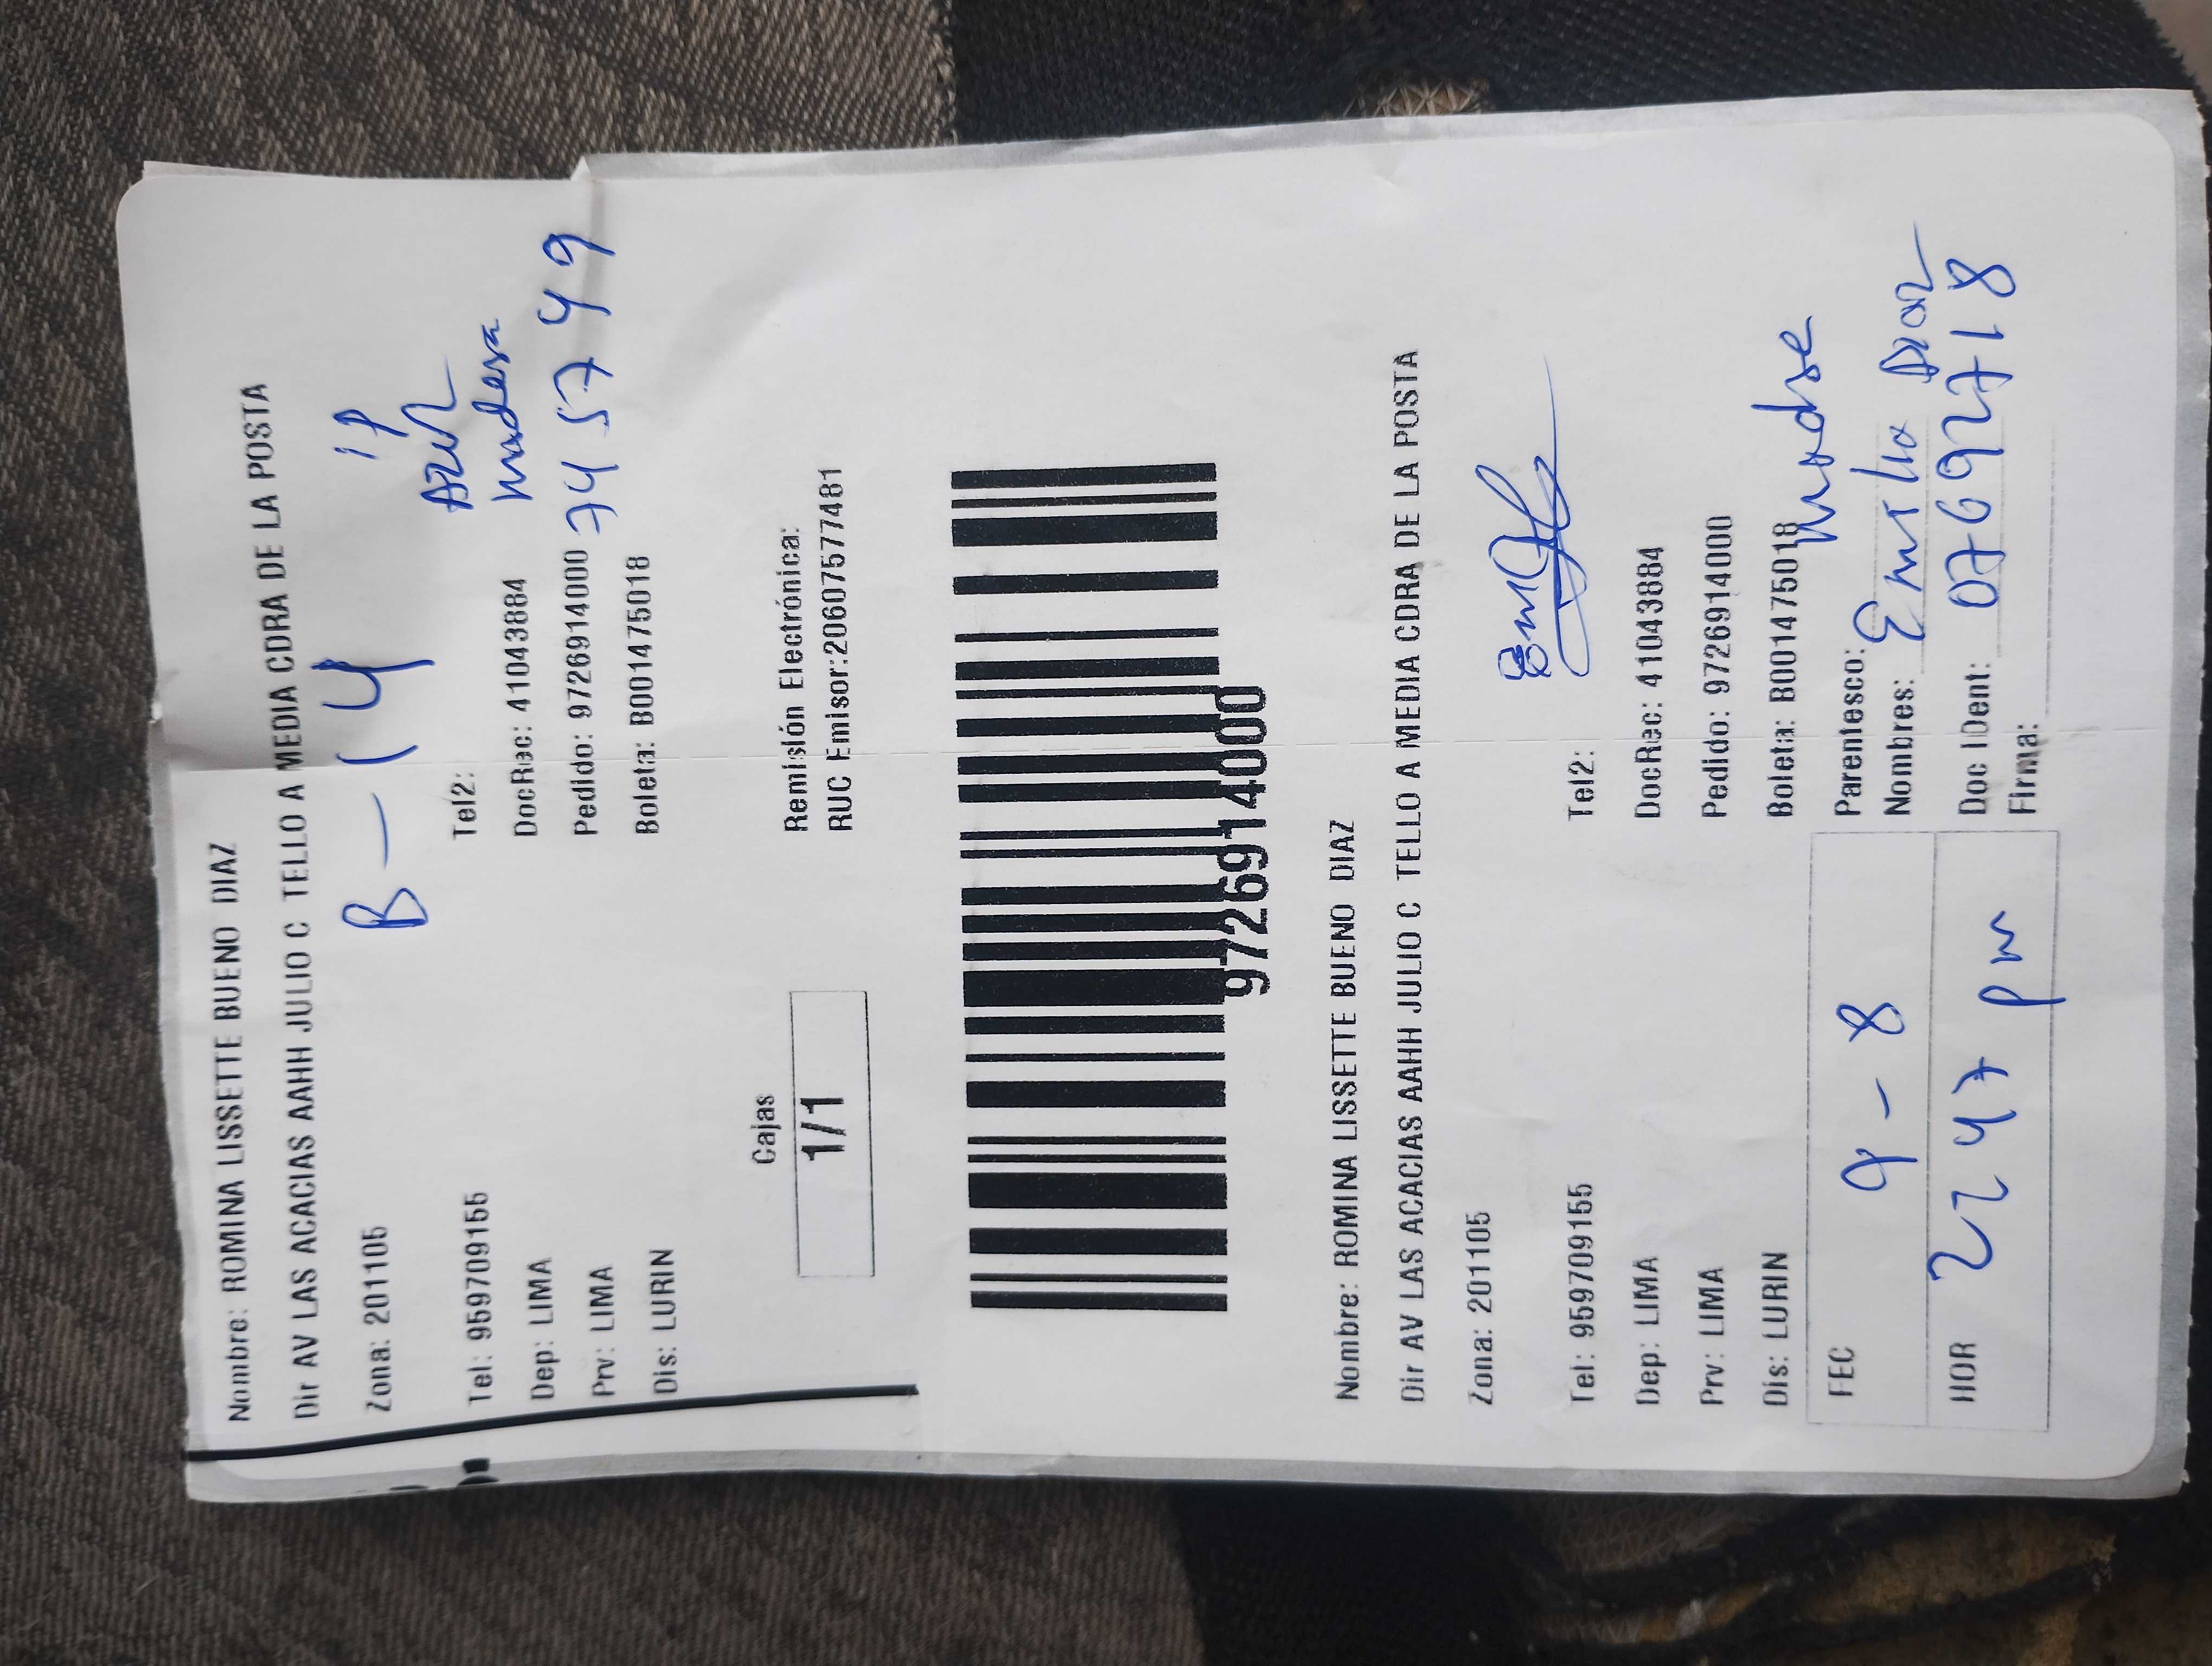 Nombre: ROMINA LISSETTE BUENO DIAZ
Dir AV LAS ACACIAS AAHH JULIO C TELLO A MEDIA CDRA DE LA POSTA
Zona: 201105
B-14
1P
Azul
madera
Tel: 959709155
Tel2:
Dep: LIMA
DocRec: 41043884
Prv: LIMA
Pedido: 9726914000
745749
Dis: LURIN
Boleta: B001475018
Cajas
1/1
Remisión Electrónica:
RUC Emisor:20607577481
9726914000
Nombre: ROMINA LISSETTE BUENO DIAZ
Dir AV LAS ACACIAS AAHH JULIO C TELLO A MEDIA CDRA DE LA POSTA
Zona: 201105
Tel: 959709155
Tel2:
Dep: LIMA
DocRec: 41043884
Prv: LIMA
Pedido: 9726914000
Dis: LURIN
Boleta: B001475018
FEC 9-8
Parentesco: madre
Nombres: Emilia Diaz
HOR 2247 pm
Doc IDent: 07692718
Firma: